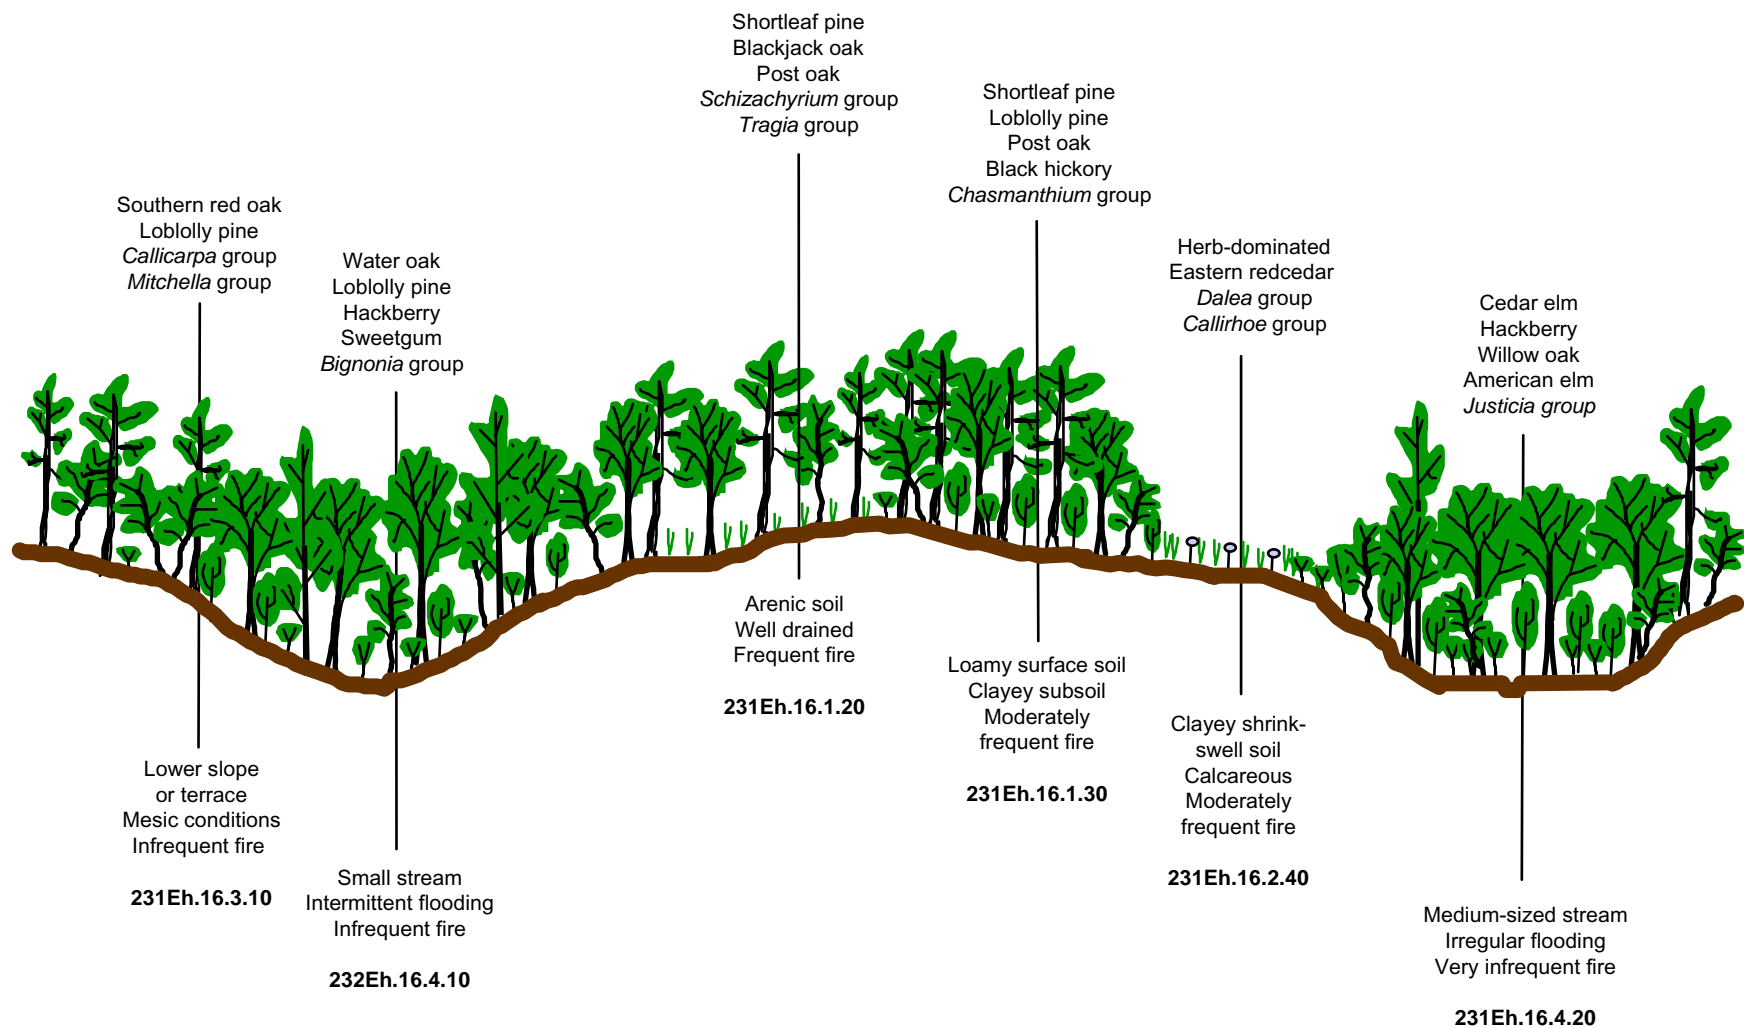 Shortleaf pine
Blackjack oak
Post oak
Schizachyrium group
Tragia group
Shortleaf pine
Loblolly pine
Post oak
Black hickory
Chasmanthium group
Southern red oak
Loblolly pine
Callicarpa group
Mitchella group
Water oak
Loblolly pine
Hackberry
Sweetgum
Bignonia group
Herb-dominated
Eastern redcedar
Dalea group
Callirhoe group
Cedar elm
Hackberry
Willow oak
American elm
Justicia group
Lower slope
or terrace
Mesic conditions
Infrequent fire
231Eh.16.3.10
Small stream
Intermittent flooding
Infrequent fire
232Eh.16.4.10
Arenic soil
Well drained
Frequent fire
231Eh.16.1.20
Loamy surface soil
Clayey subsoil
Moderately
frequent fire
231Eh.16.1.30
Clayey shrink-
swell soil
Calcareous
Moderately
frequent fire
231Eh.16.2.40
Medium-sized stream
Irregular flooding
Very infrequent fire
231Eh.16.4.20